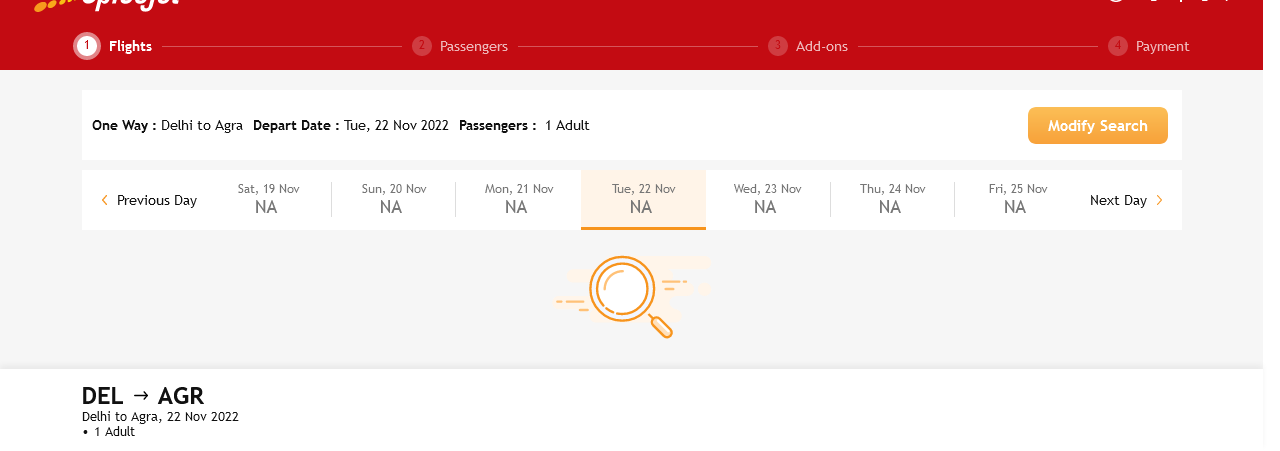 1 Flights 2 Passengers 3 Add-ons 4 Payment
One Way : Delhi to Agra Depart Date : Tue, 22 Nov 2022 Passengers : 1 Adult Modify Search
Previous Day Sat, 19 Nov Sun, 20 Nov Mon, 21 Nov Tue, 22 Nov Wed, 23 Nov Thu, 24 Nov Fri, 25 Nov Next Day
NA NA NA NA NA NA NA
DEL → AGR
Delhi to Agra, 22 Nov 2022
• 1 Adult